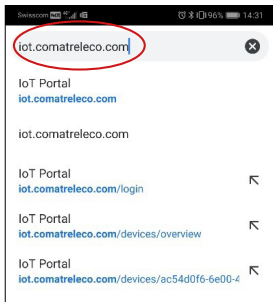 Swisscom 96% 14:31
iot.comatreleco.com
IoT Portal
iot.comatreleco.com
iot.comatreleco.com
IoT Portal
iot.comatreleco.com/login
IoT Portal
iot.comatreleco.com/devices/overview
IoT Portal
iot.comatreleco.com/devices/ac54d0f6-6e00-4